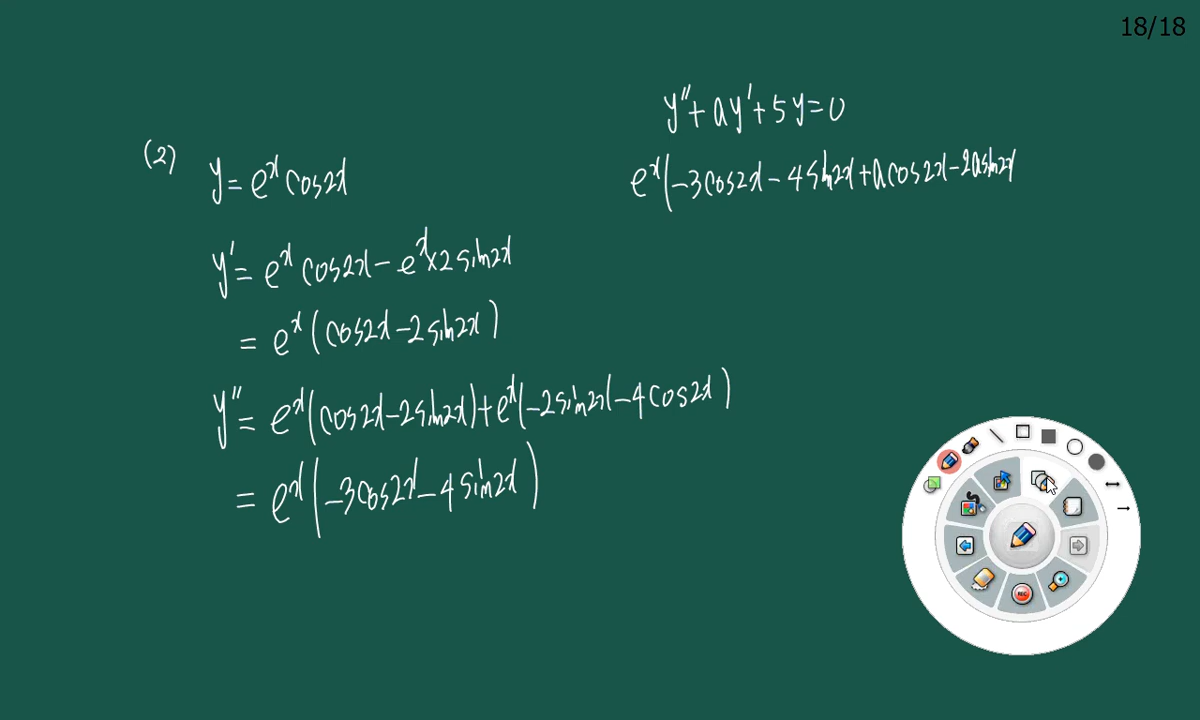 18/18
y''+ay'+5y=0
(2) y=e^x cos2x
e^x(-3cos2x-4sin2x+acos2x-2asin2x
y'=e^x cos2x-e^x×2sin2x
=e^x(cos2x-2sin2x)
y''=e^x(cos2x-2sin2x)+e^x(-2sin2x-4cos2x)
=e^x(-3cos2x-4sin2x)
REC